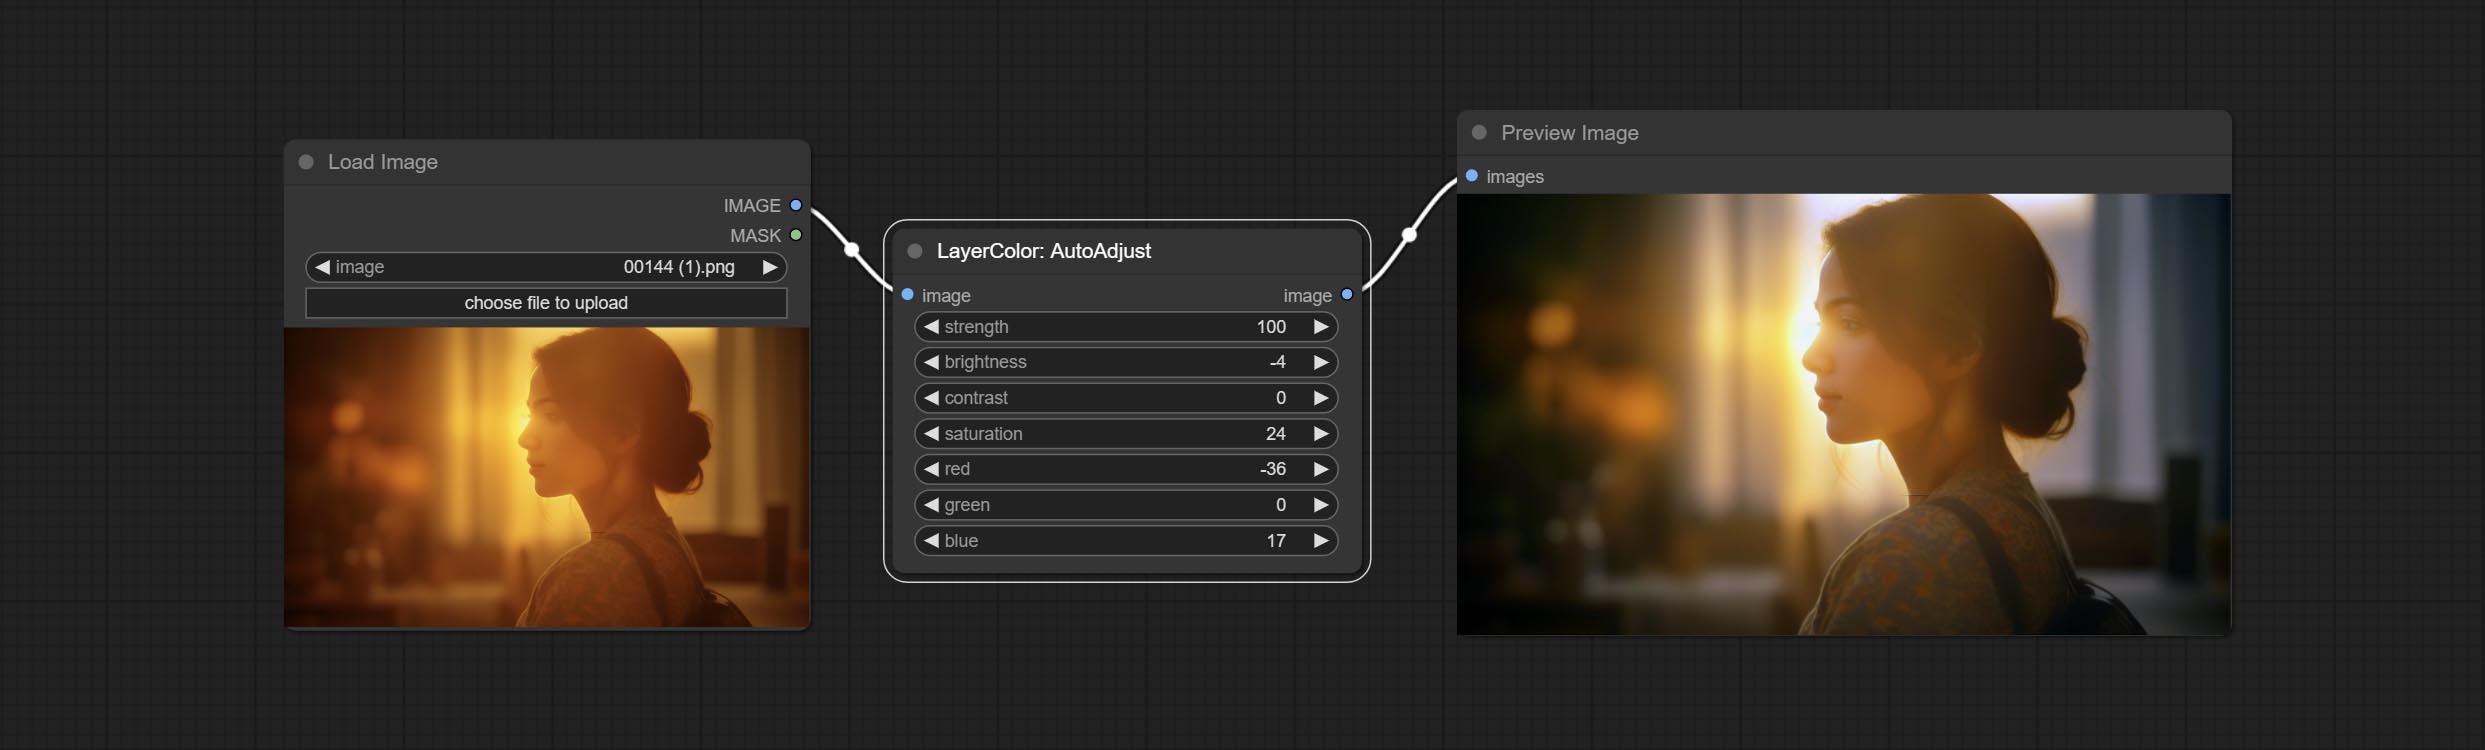 Load Image
IMAGE
MASK
image 00144 (1).png
choose file to upload
LayerColor: AutoAdjust
image image
strength 100
brightness -4
contrast 0
saturation 24
red -36
green 0
blue 17
Preview Image
images